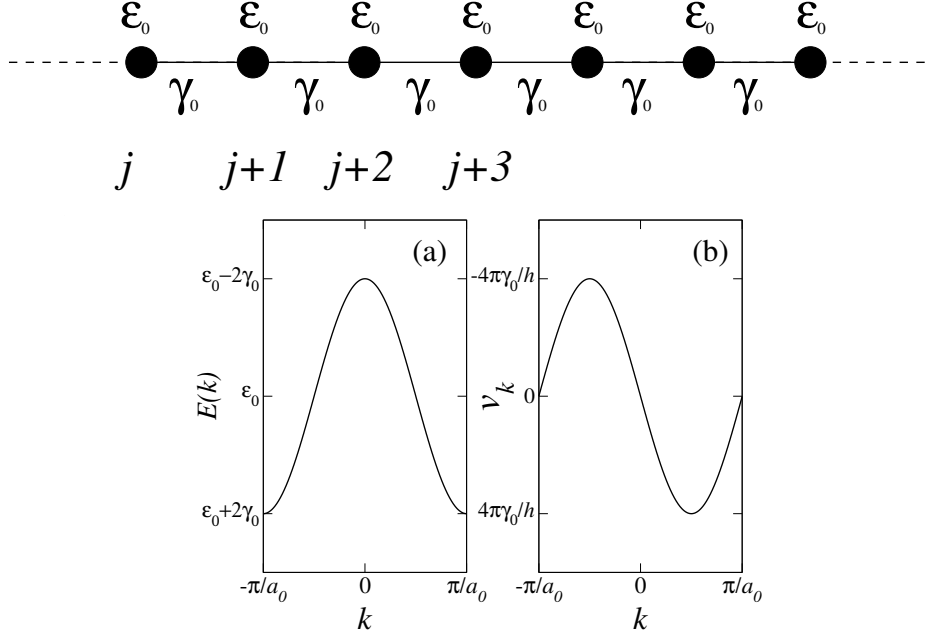 ε₀ ε₀ ε₀ ε₀ ε₀ ε₀ ε₀
γ₀ γ₀ γ₀ γ₀ γ₀ γ₀
j j+1 j+2 j+3
(a)
ε₀−2γ₀
ε₀
ε₀+2γ₀
E(k)
-π/a₀ 0 π/a₀
k
(b)
-4πγ₀/h
0
4πγ₀/h
v_k
-π/a₀ 0 π/a₀
k